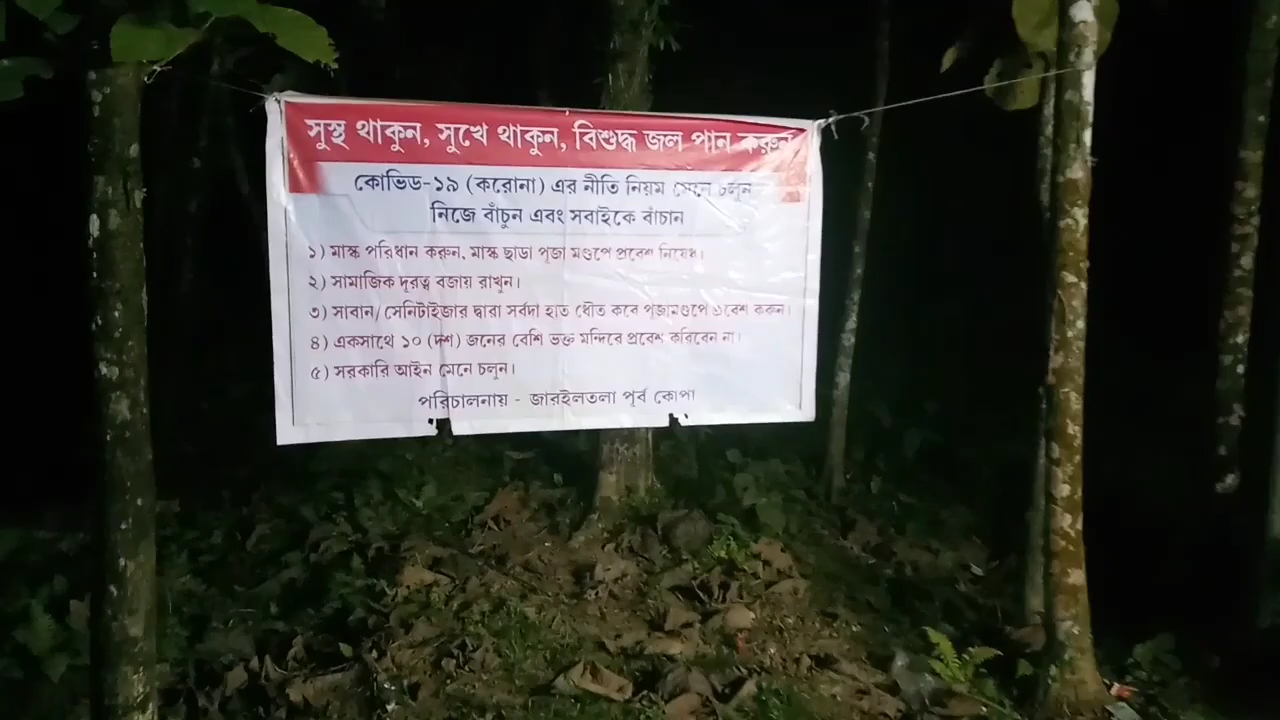 সুস্থ থাকুন, সুখে থাকুন, বিশুদ্ধ জল পান করুন
কোভিড-১৯ (করোনা) এর নীতি নিয়ম মেনে চলুন
নিজে বাঁচুন এবং সবাইকে বাঁচান
১) মাস্ক পরিধান করুন, মাস্ক ছাড়া পূজা মণ্ডপে প্রবেশ নিষেধ।
২) সামাজিক দূরত্ব বজায় রাখুন।
৩) সাবান/সেনিটাইজার দ্বারা সর্বদা হাত ধৌত করে পূজামণ্ডপে প্রবেশ করুন।
৪) একসাথে ১০ (দশ) জনের বেশি ভক্ত মন্দিরে প্রবেশ করিবেন না।
৫) সরকারি আইন মেনে চলুন।
পরিচালনায় - জারইলতলা পূর্ব কোপা